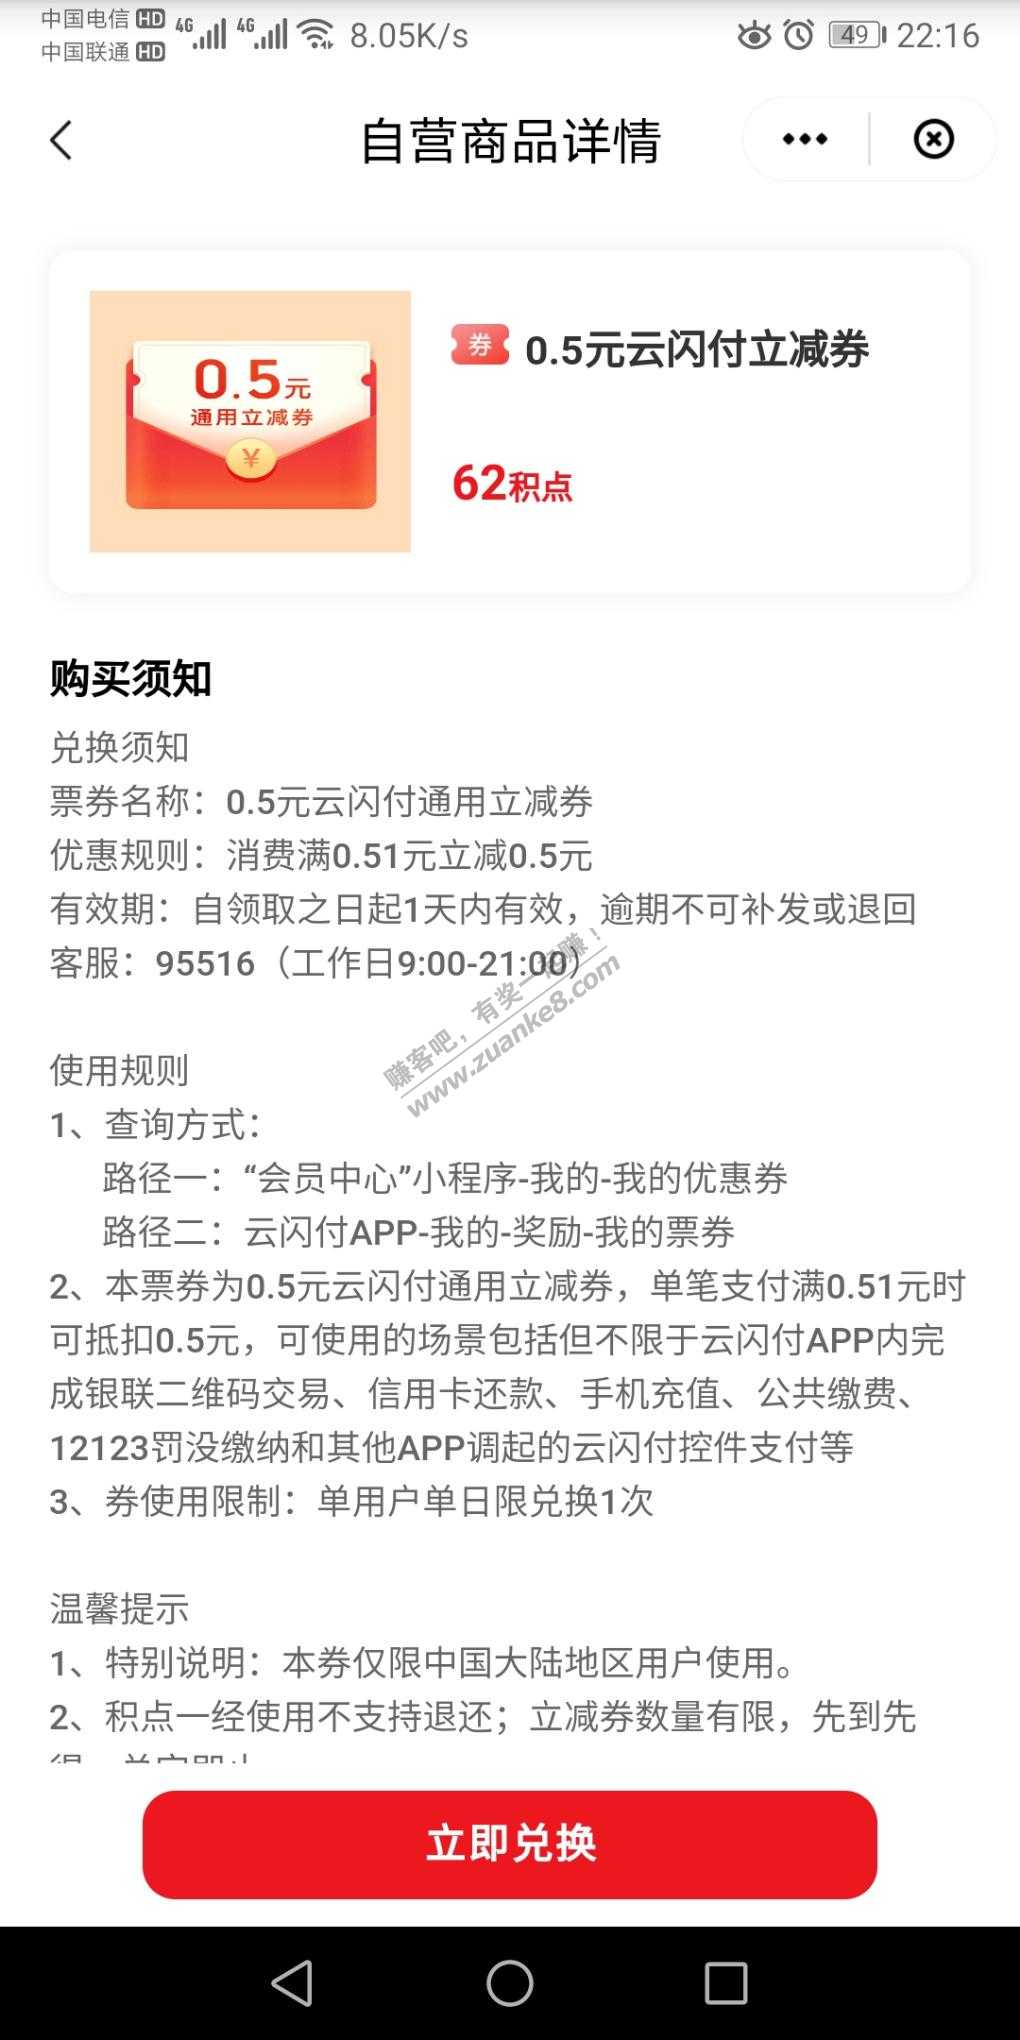 中国电信 HD 4G 4G 8.05K/s 49 22:16
中国联通 HD
自营商品详情
0.5元
通用立减券
¥
券 0.5元云闪付立减券
62积点
购买须知
兑换须知
票券名称：0.5元云闪付通用立减券
优惠规则：消费满0.51元立减0.5元
有效期：自领取之日起1天内有效，逾期不可补发或退回
客服：95516（工作日9:00-21:00）
赚客吧，有奖一起赚！
www.zuanke8.com
使用规则
1、查询方式：
路径一：“会员中心”小程序-我的-我的优惠券
路径二：云闪付APP-我的-奖励-我的票券
2、本票券为0.5元云闪付通用立减券，单笔支付满0.51元时
可抵扣0.5元，可使用的场景包括但不限于云闪付APP内完
成银联二维码交易、信用卡还款、手机充值、公共缴费、
12123罚没缴纳和其他APP调起的云闪付控件支付等
3、券使用限制：单用户单日限兑换1次
温馨提示
1、特别说明：本券仅限中国大陆地区用户使用。
2、积点一经使用不支持退还；立减券数量有限，先到先
立即兑换